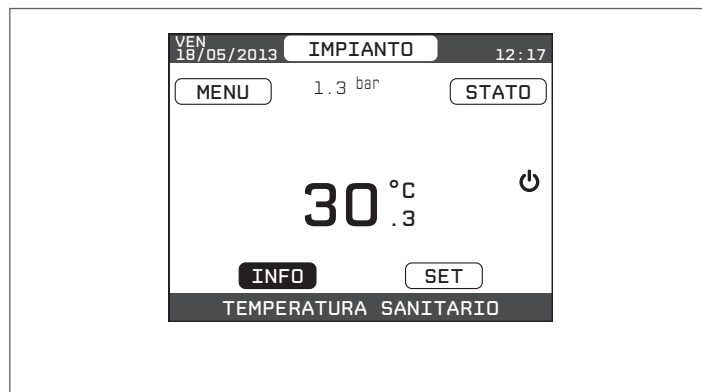 VEN
18/05/2013 IMPIANTO 12:17
MENU 1.3 bar STATO
30.3 °C
INFO SET
TEMPERATURA SANITARIO